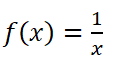 f(x) = 1/x